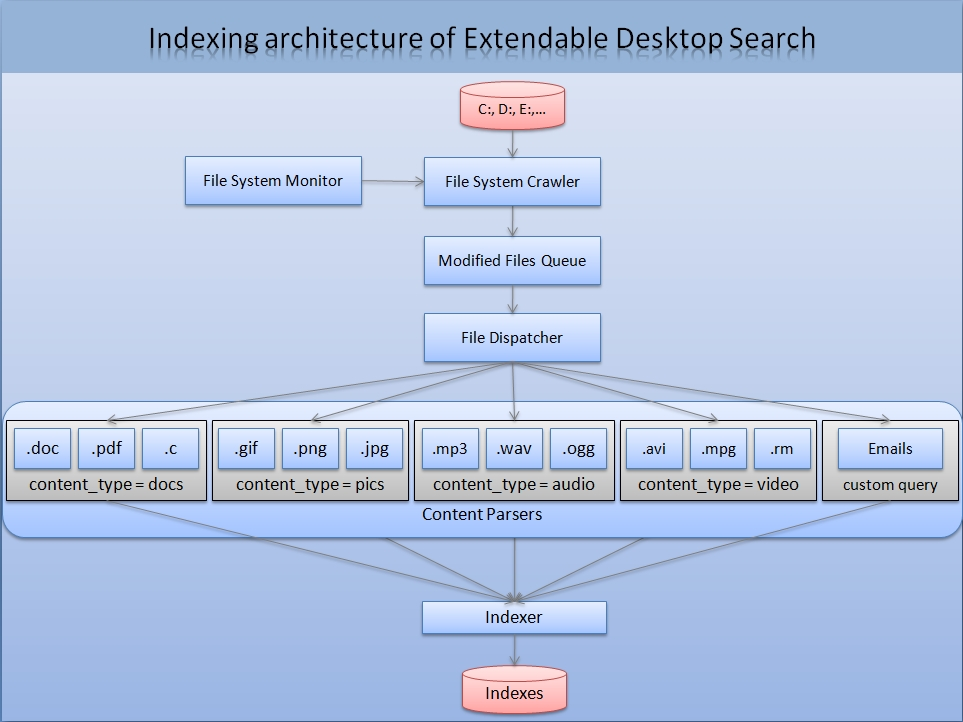 Indexing architecture of Extendable Desktop Search
C:, D:, E:,...
File System Monitor
File System Crawler
Modified Files Queue
File Dispatcher
.doc .pdf .c
content_type = docs
.gif .png .jpg
content_type = pics
.mp3 .wav .ogg
content_type = audio
.avi .mpg .rm
content_type = video
Emails
custom query
Content Parsers
Indexer
Indexes